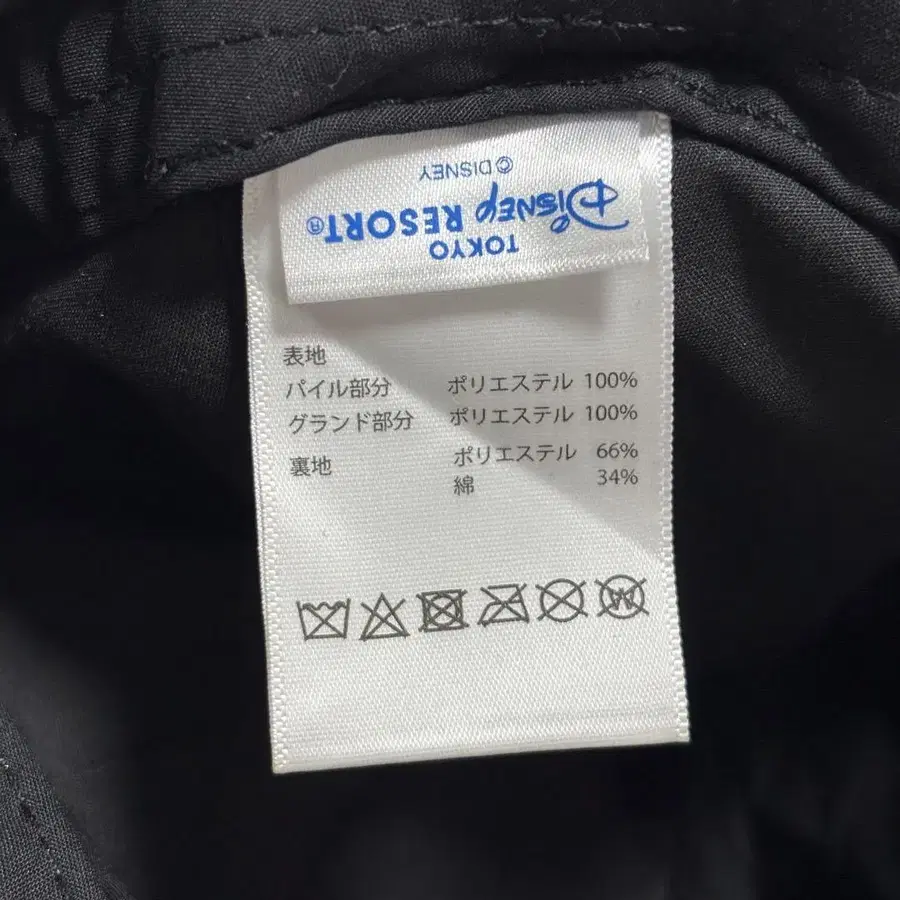 © DISNEY
Disney RESORT®
TOKYO
表地
パイル部分 ポリエステル 100%
グランド部分 ポリエステル 100%
裏地 ポリエステル 66%
綿 34%
W